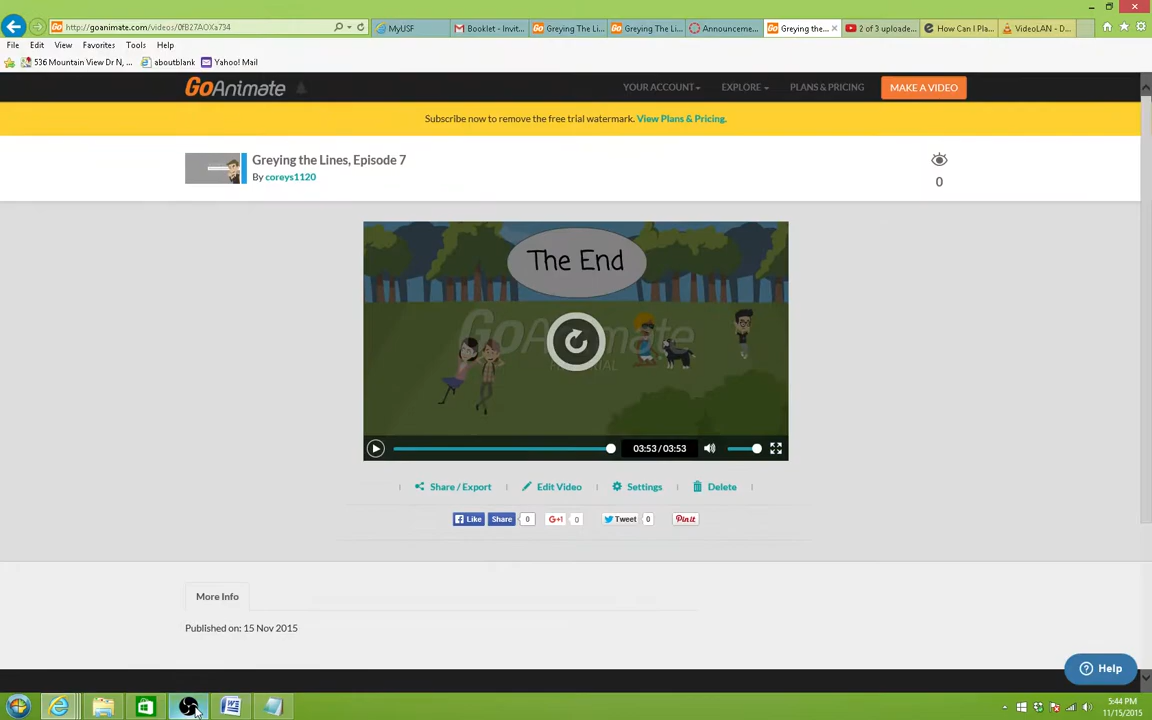 http://goanimate.com/videos/0fB27AOXa734
MyUSF
Booklet - Invit...
Greying The Li...
Greying The Li...
Announceme...
Greying the...
2 of 3 uploade...
How Can I Pla...
VideoLAN - D...
File Edit View Favorites Tools Help
536 Mountain View Dr N, ... aboutblank Yahoo! Mail
GoAnimate YOUR ACCOUNT EXPLORE PLANS & PRICING MAKE A VIDEO
Subscribe now to remove the free trial watermark. View Plans & Pricing.
Greying the Lines, Episode 7
By coreys1120
0
The End
GoAnimate
03:53 / 03:53
Share / Export Edit Video Settings Delete
Like Share 0 G+1 0 Tweet 0 Pin it
More Info
Published on: 15 Nov 2015
Help
5:44 PM
11/15/2015